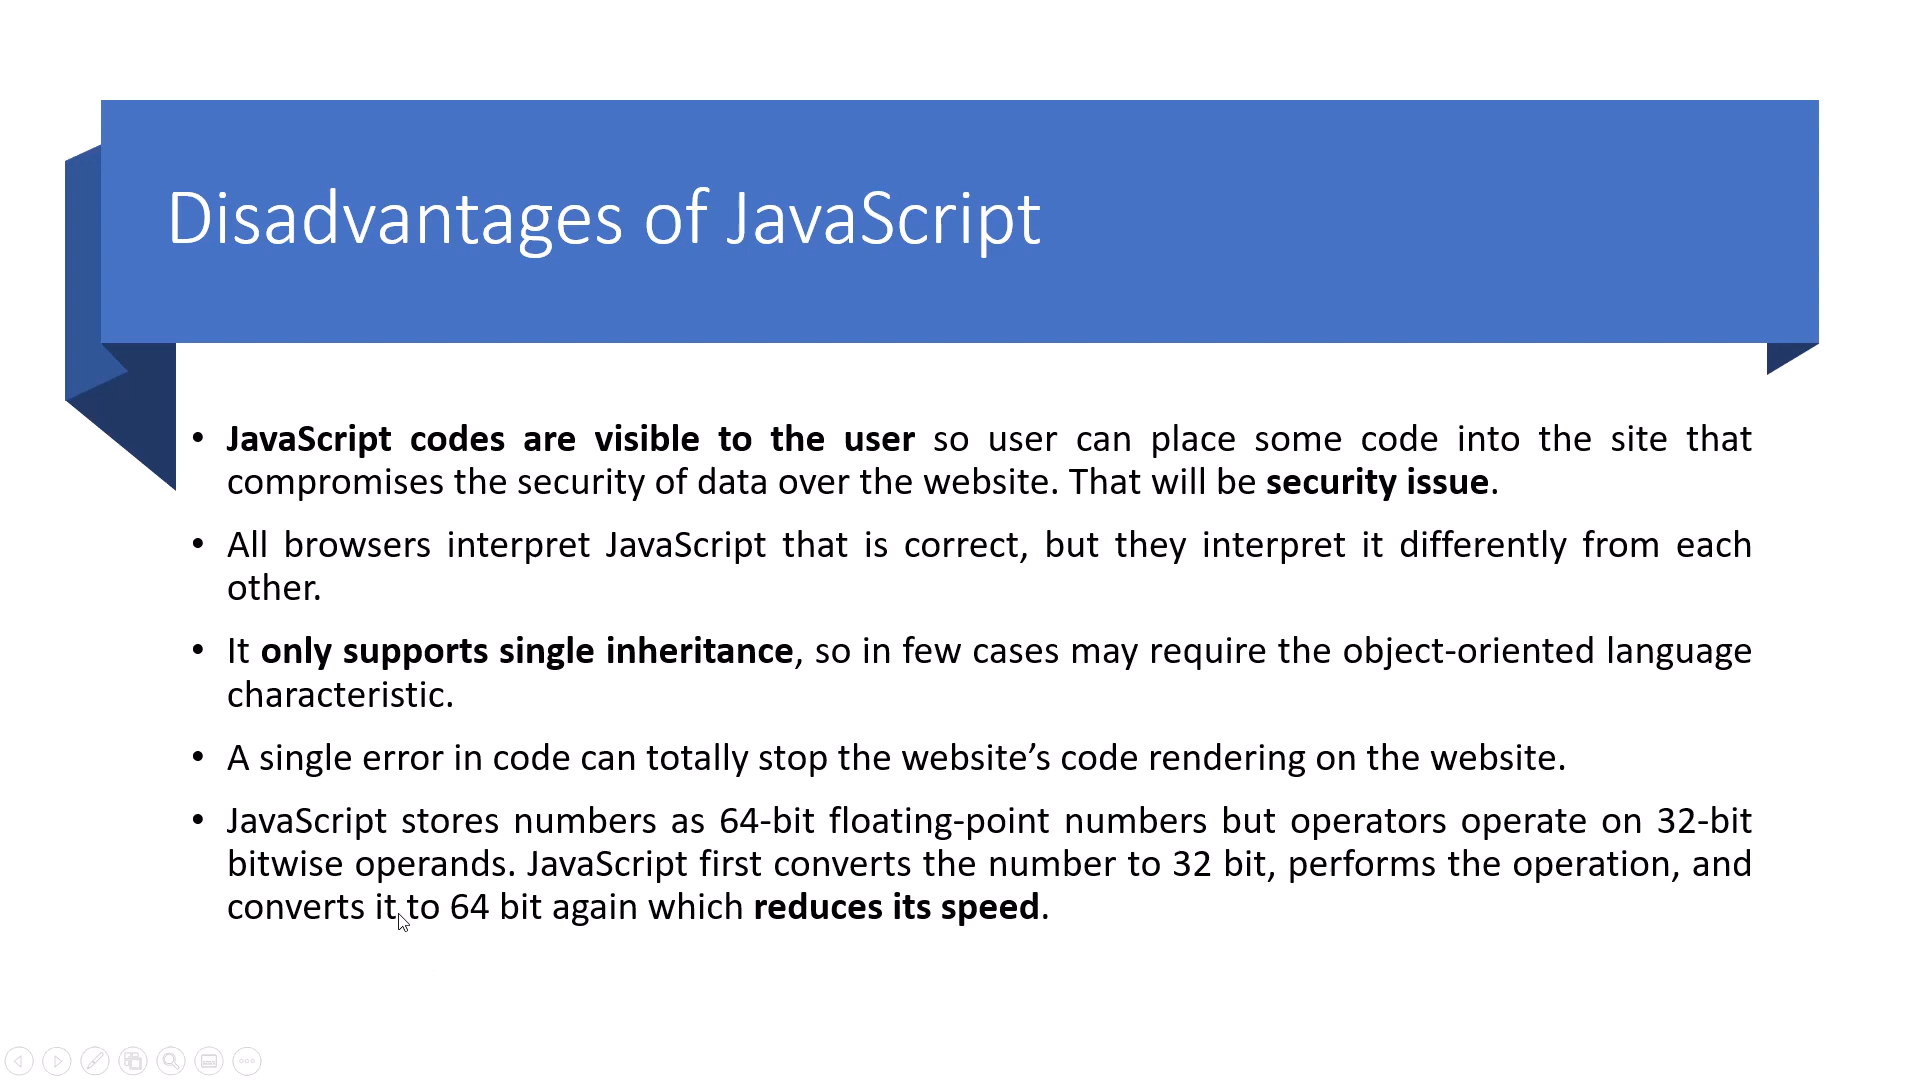 Disadvantages of JavaScript
• JavaScript codes are visible to the user so user can place some code into the site that
compromises the security of data over the website. That will be security issue.
• All browsers interpret JavaScript that is correct, but they interpret it differently from each
other.
• It only supports single inheritance, so in few cases may require the object-oriented language
characteristic.
• A single error in code can totally stop the website’s code rendering on the website.
• JavaScript stores numbers as 64-bit floating-point numbers but operators operate on 32-bit
bitwise operands. JavaScript first converts the number to 32 bit, performs the operation, and
converts it to 64 bit again which reduces its speed.